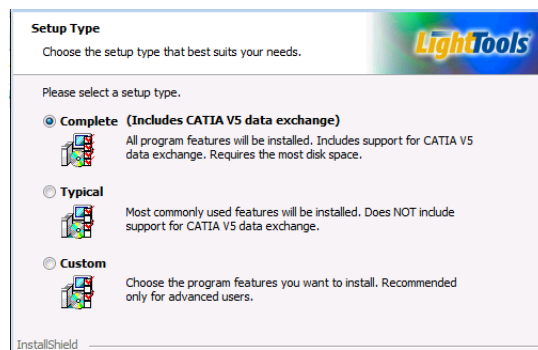 Setup Type
Choose the setup type that best suits your needs.
LightTools
Please select a setup type.
Complete (Includes CATIA V5 data exchange)
All program features will be installed. Includes support for CATIA V5
data exchange. Requires the most disk space.
Typical
Most commonly used features will be installed. Does NOT include
support for CATIA V5 data exchange.
Custom
Choose the program features you want to install. Recommended
only for advanced users.
InstallShield